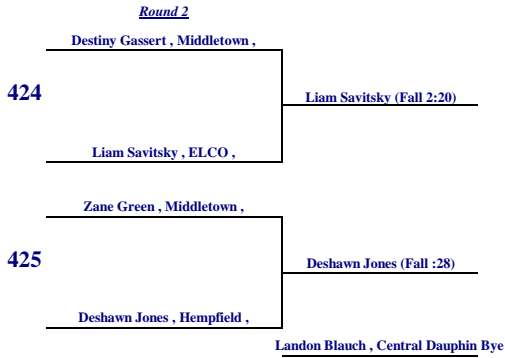 Round 2
Destiny Gassert , Middletown ,
424
Liam Savitsky (Fall 2:20)
Liam Savitsky , ELCO ,
Zane Green , Middletown ,
425
Deshawn Jones (Fall :28)
Deshawn Jones , Hempfield ,
Landon Blauch , Central Dauphin Bye